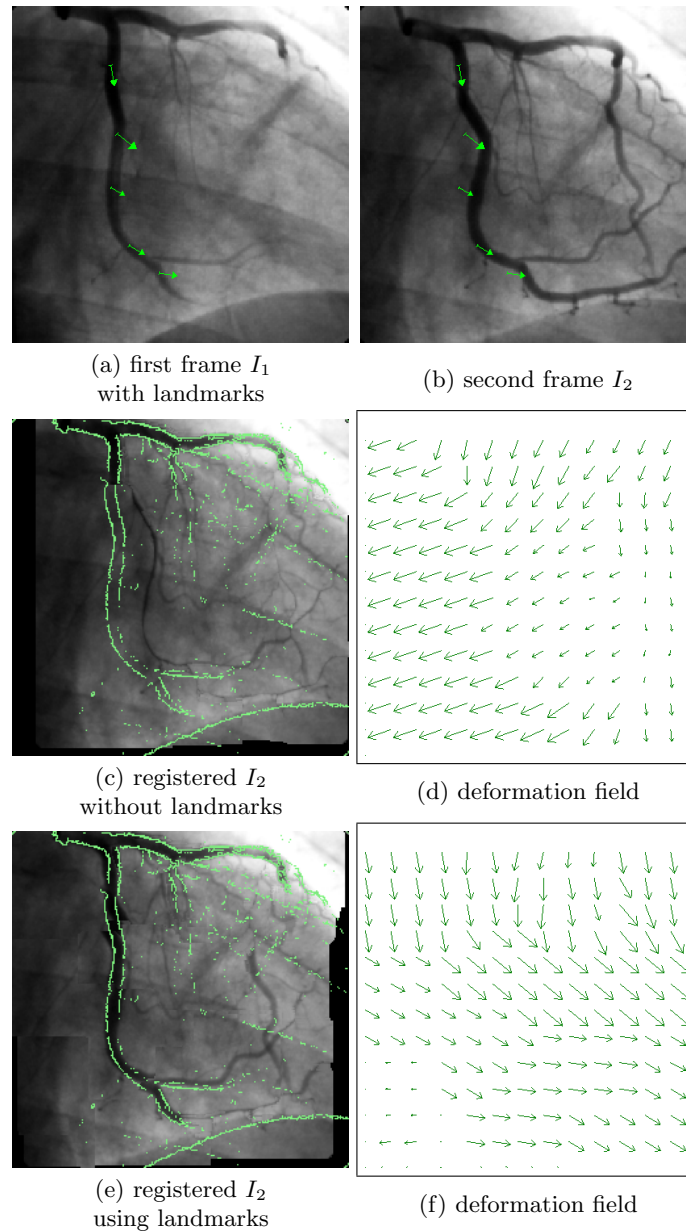 (a) first frame I₁
with landmarks
(b) second frame I₂
(c) registered I₂
without landmarks
(d) deformation field
(e) registered I₂
using landmarks
(f) deformation field